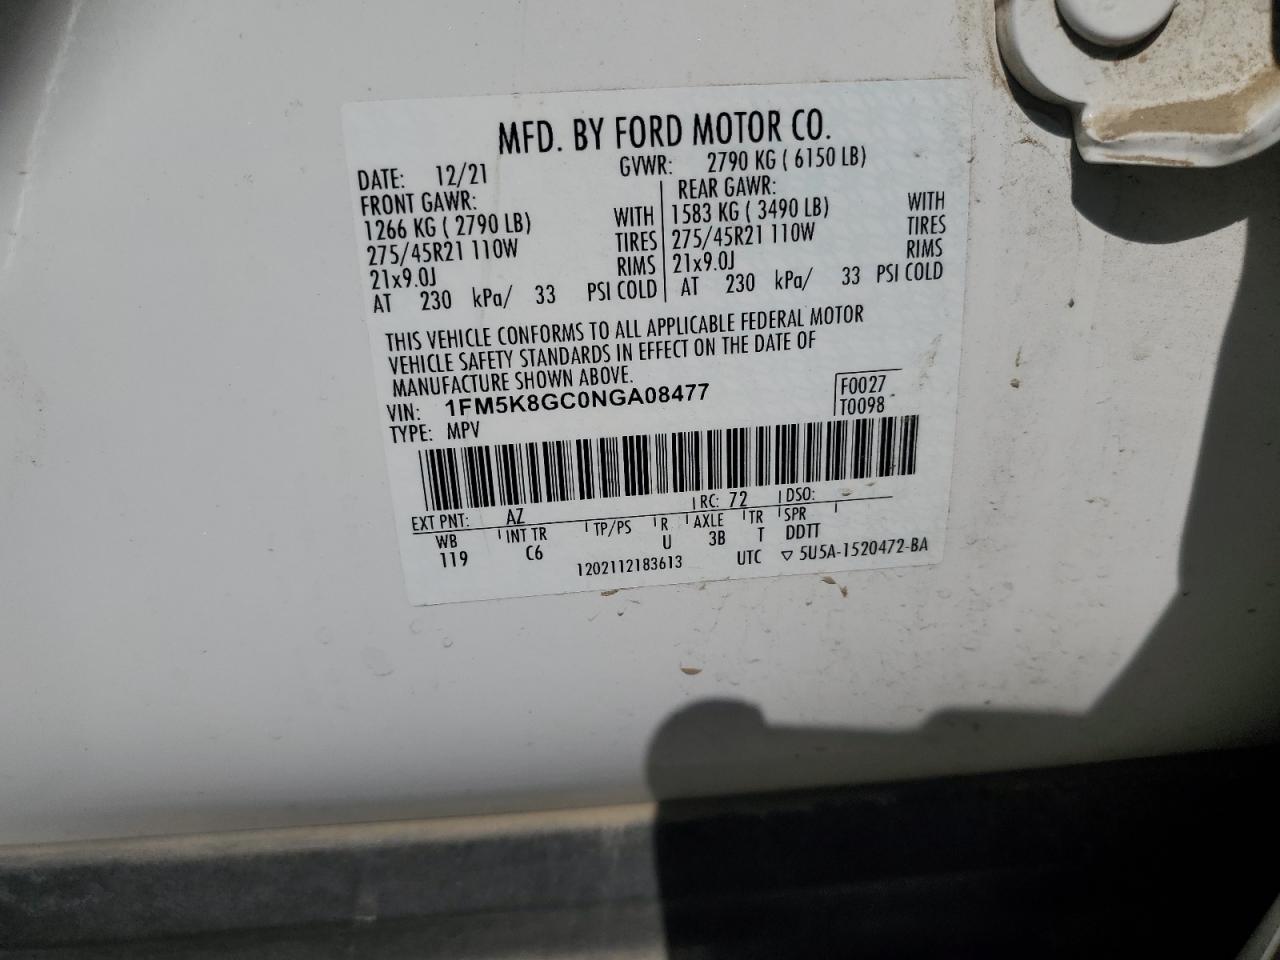 MFD. BY FORD MOTOR CO.
DATE: 12/21 GVWR: 2790 KG ( 6150 LB)
FRONT GAWR: REAR GAWR:
1266 KG ( 2790 LB) WITH 1583 KG ( 3490 LB) WITH
275/45R21 110W TIRES 275/45R21 110W TIRES
21x9.0J RIMS 21x9.0J RIMS
AT 230 kPa/ 33 PSI COLD AT 230 kPa/ 33 PSI COLD
THIS VEHICLE CONFORMS TO ALL APPLICABLE FEDERAL MOTOR
VEHICLE SAFETY STANDARDS IN EFFECT ON THE DATE OF
MANUFACTURE SHOWN ABOVE.
VIN: 1FM5K8GC0NGA08477 F0027
TYPE: MPV T0098
EXT PNT: AZ RC: 72 DSO:
WB INT TR TP/PS R AXLE TR SPR
119 C6 U 3B T DDTT
1202112183613 UTC ▽ 5U5A-1520472-BA